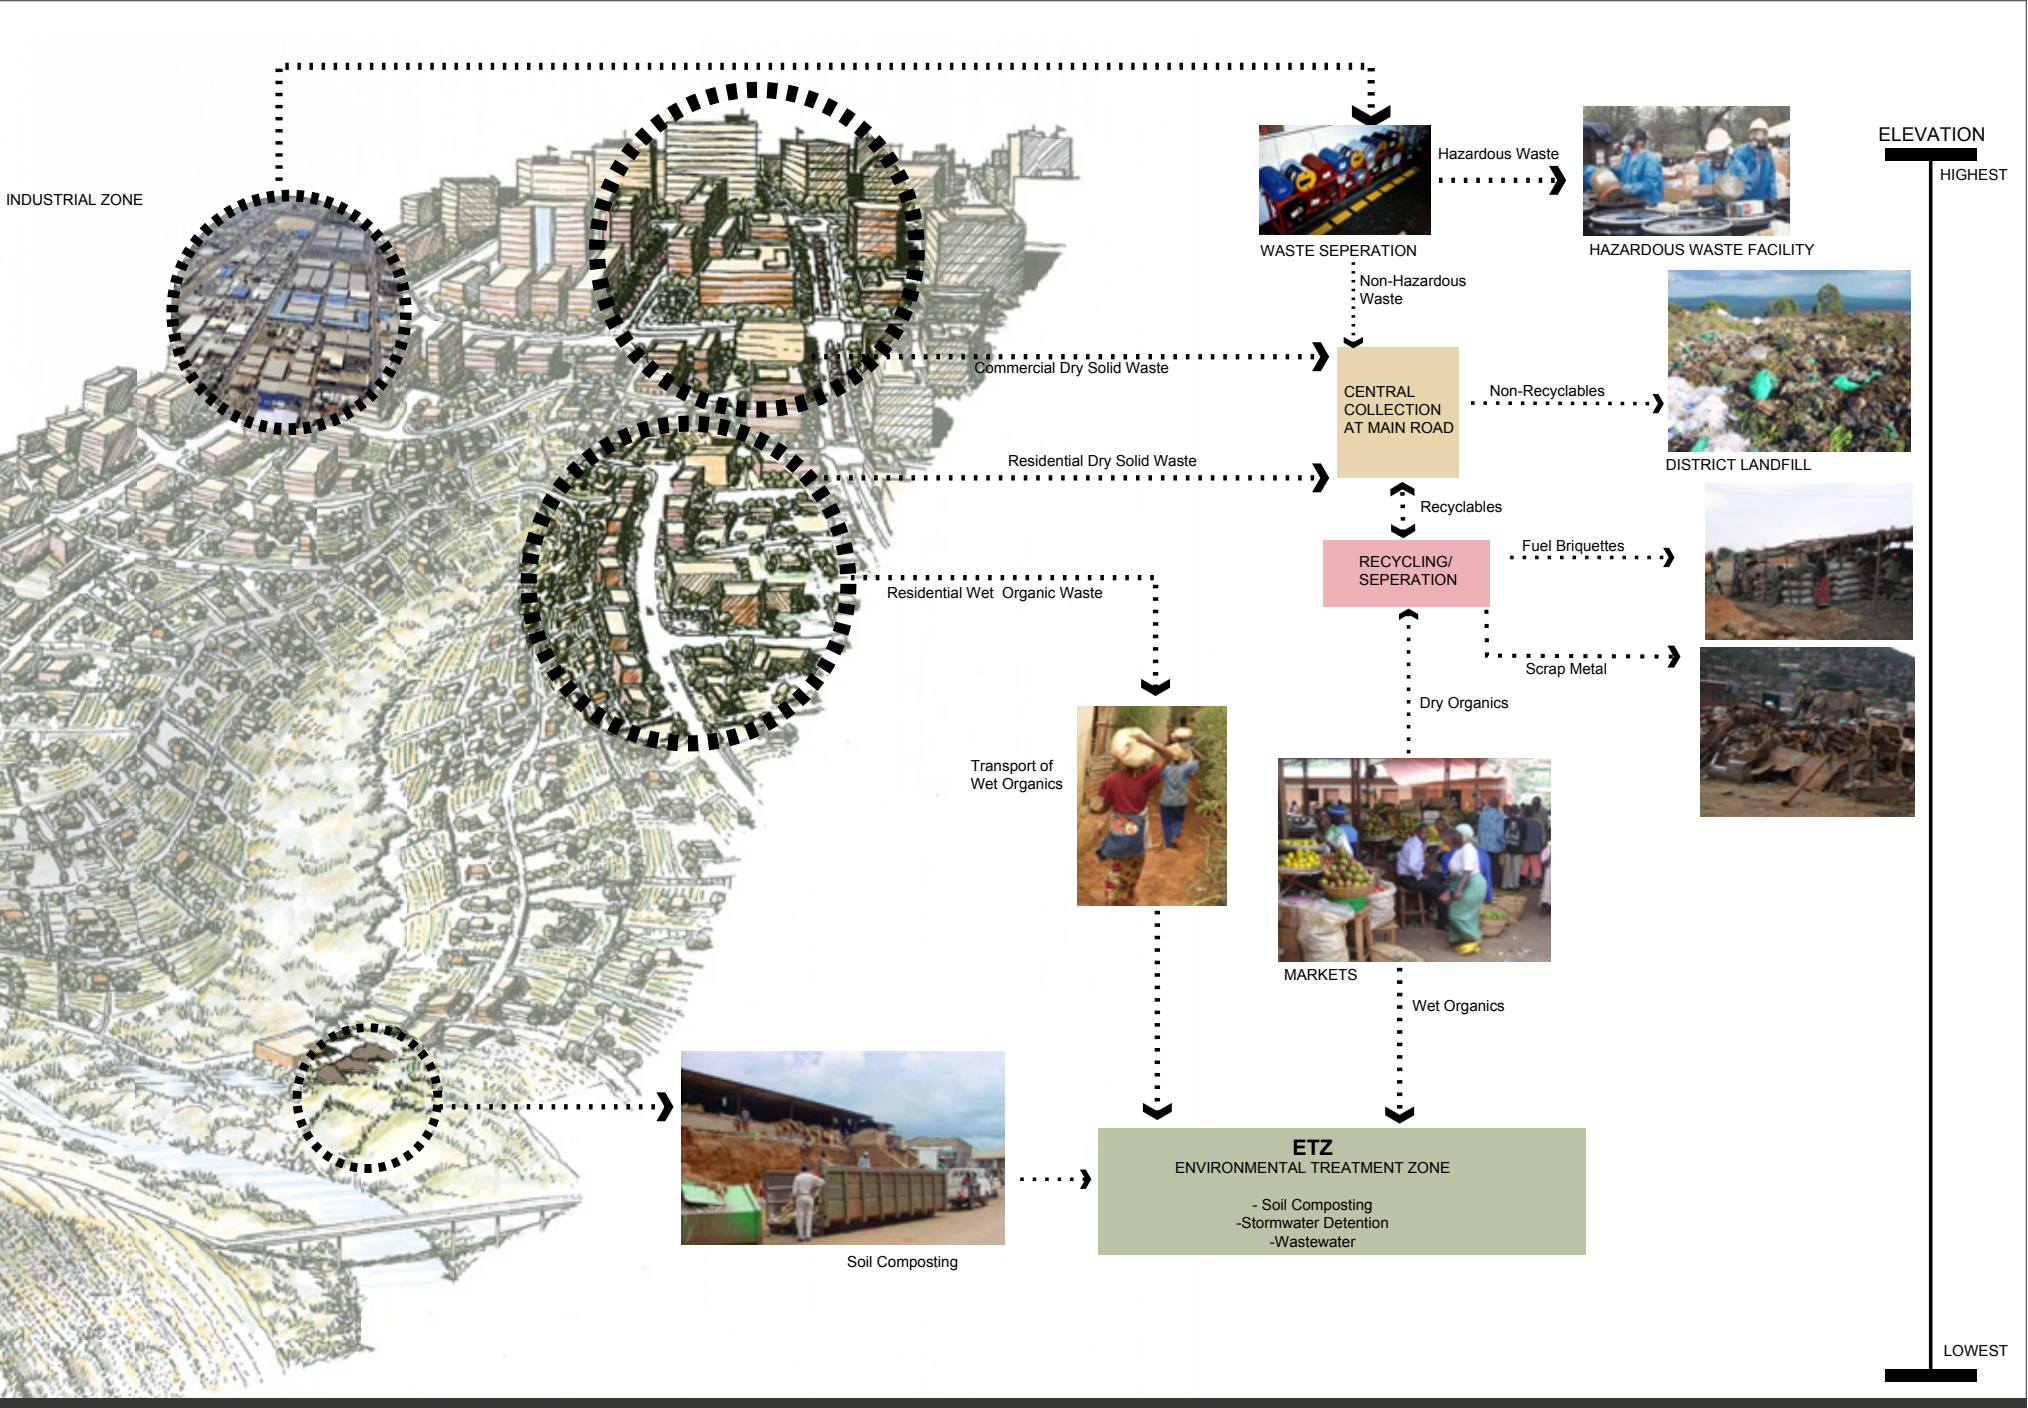 ELEVATION
HIGHEST
INDUSTRIAL ZONE
Hazardous Waste
WASTE SEPERATION
HAZARDOUS WASTE FACILITY
Non-Hazardous
Waste
Commercial Dry Solid Waste
CENTRAL
COLLECTION
AT MAIN ROAD
Non-Recyclables
DISTRICT LANDFILL
Residential Dry Solid Waste
Recyclables
RECYCLING/
SEPERATION
Fuel Briquettes
Scrap Metal
Residential Wet Organic Waste
Dry Organics
Transport of
Wet Organics
MARKETS
Wet Organics
ETZ
ENVIRONMENTAL TREATMENT ZONE
- Soil Composting
-Stormwater Detention
-Wastewater
Soil Composting
LOWEST